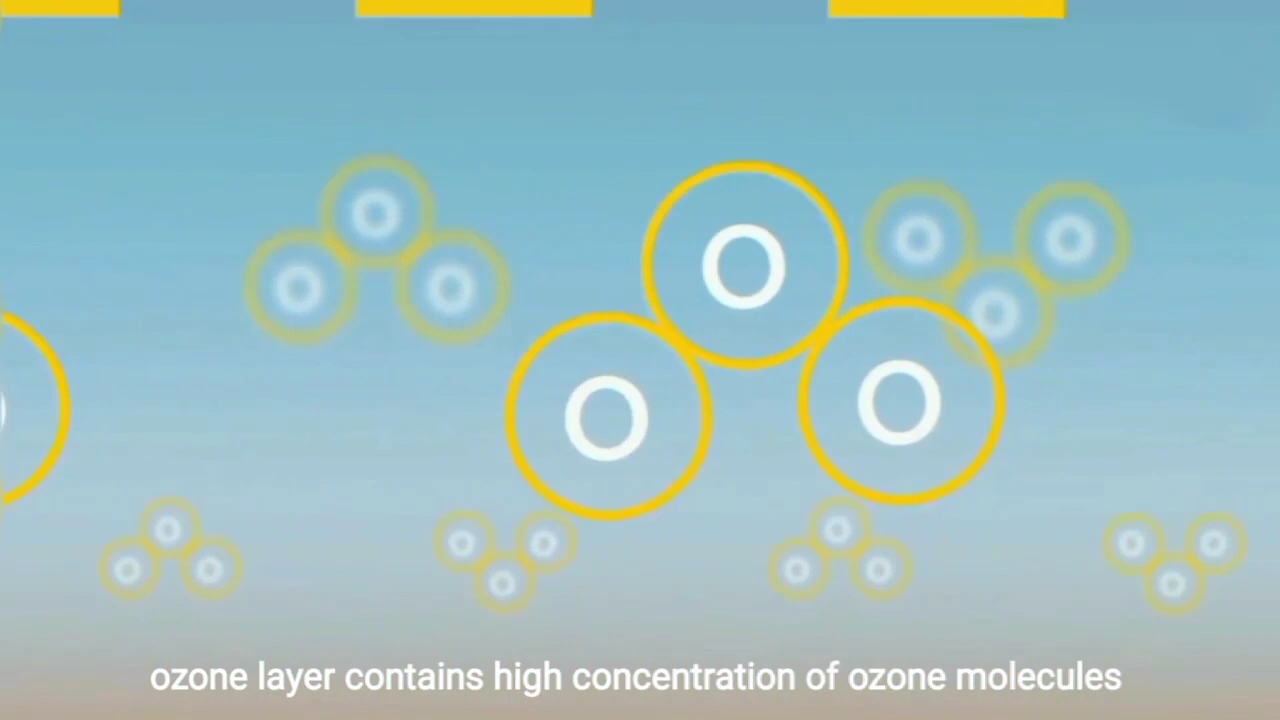 O O O
O O
O O O O
O
O O O
O O O O O O
O O O
ozone layer contains high concentration of ozone molecules